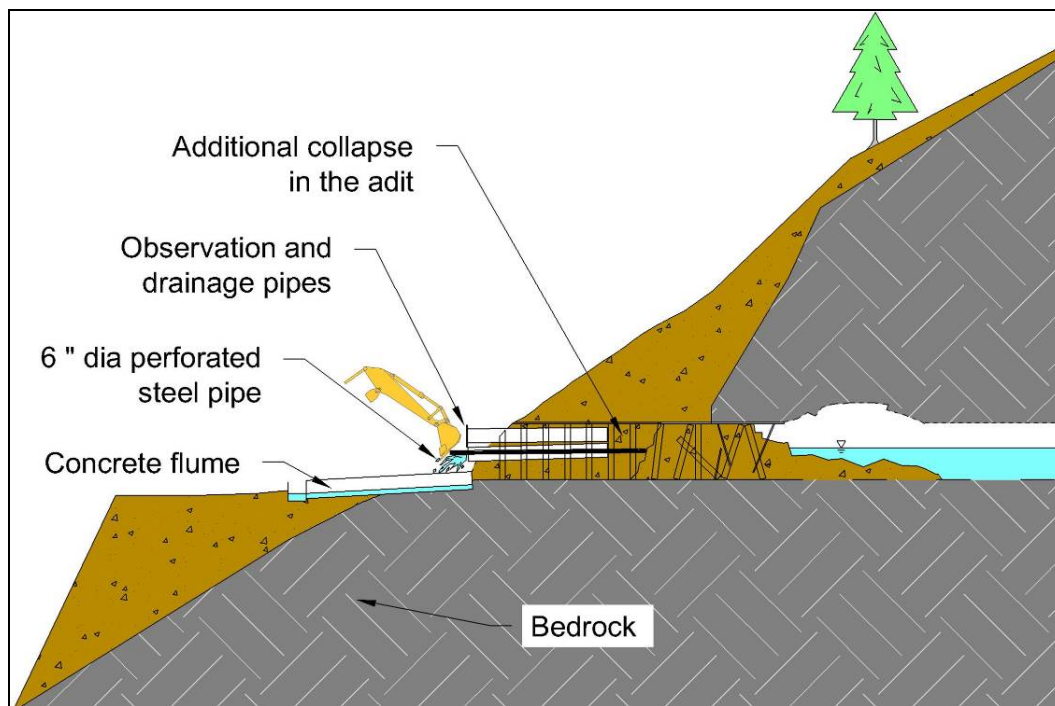 Additional collapse
in the adit
Observation and
drainage pipes
6 " dia perforated
steel pipe
Concrete flume
Bedrock